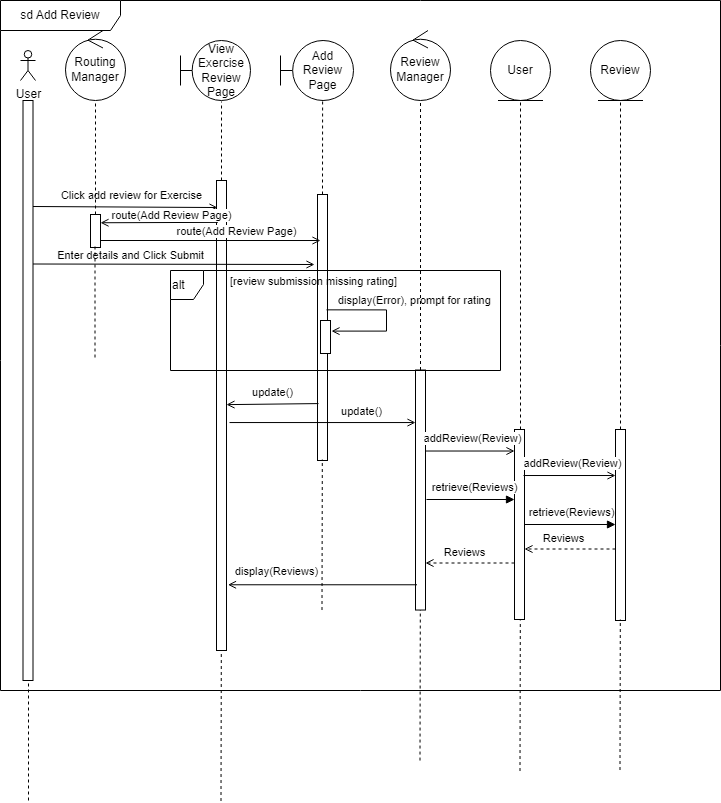 sd Add Review
User
Routing
Manager
View
Exercise
Review
Page
Add
Review
Page
Review
Manager
User
Review
Click add review for Exercise
route(Add Review Page)
route(Add Review Page)
Enter details and Click Submit
alt
[review submission missing rating]
display(Error), prompt for rating
update()
update()
addReview(Review)
addReview(Review)
retrieve(Reviews)
retrieve(Reviews)
Reviews
Reviews
display(Reviews)